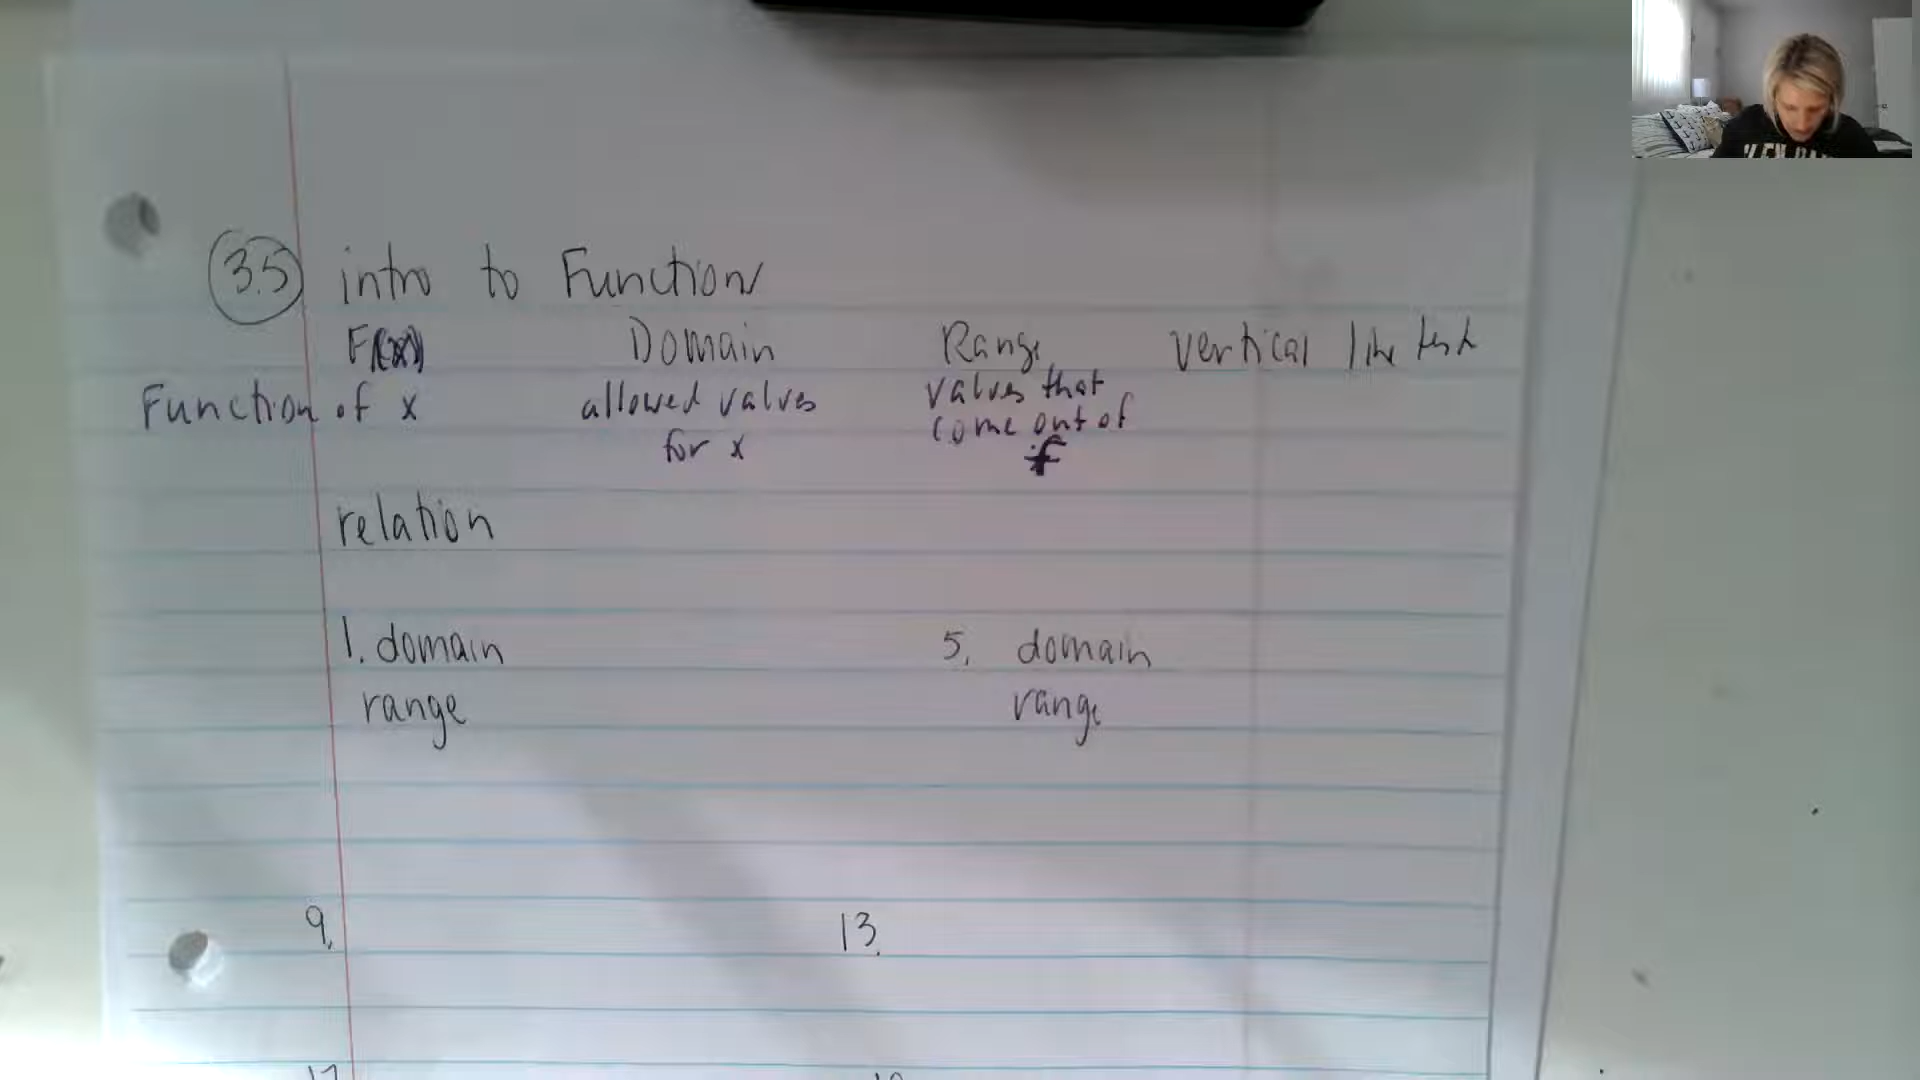 3.5 intro to Function
F(x) Domain Range vertical line test
Function of x allowed values for x values that come out of f
relation
1. domain 5. domain
range range
9. 13.
17